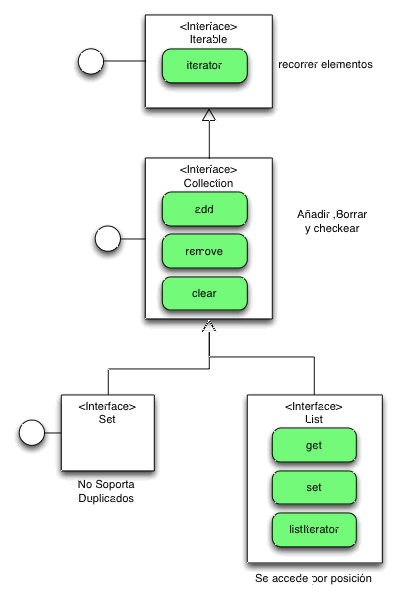 <Interface>
Iterable
iterator
recorrer elementos
<Interface>
Collection
add
remove
clear
Añadir ,Borrar
y checkear
<Interface>
Set
No Soporta
Duplicados
<Interface>
List
get
set
listIterator
Se accede por posición